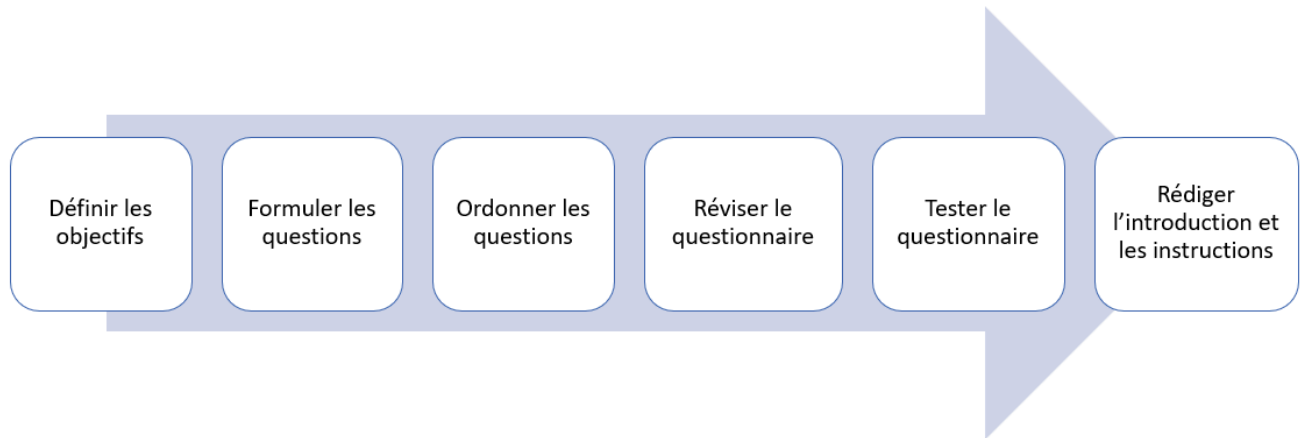 Définir les
objectifs
Formuler les
questions
Ordonner les
questions
Réviser le
questionnaire
Tester le
questionnaire
Rédiger
l’introduction et
les instructions